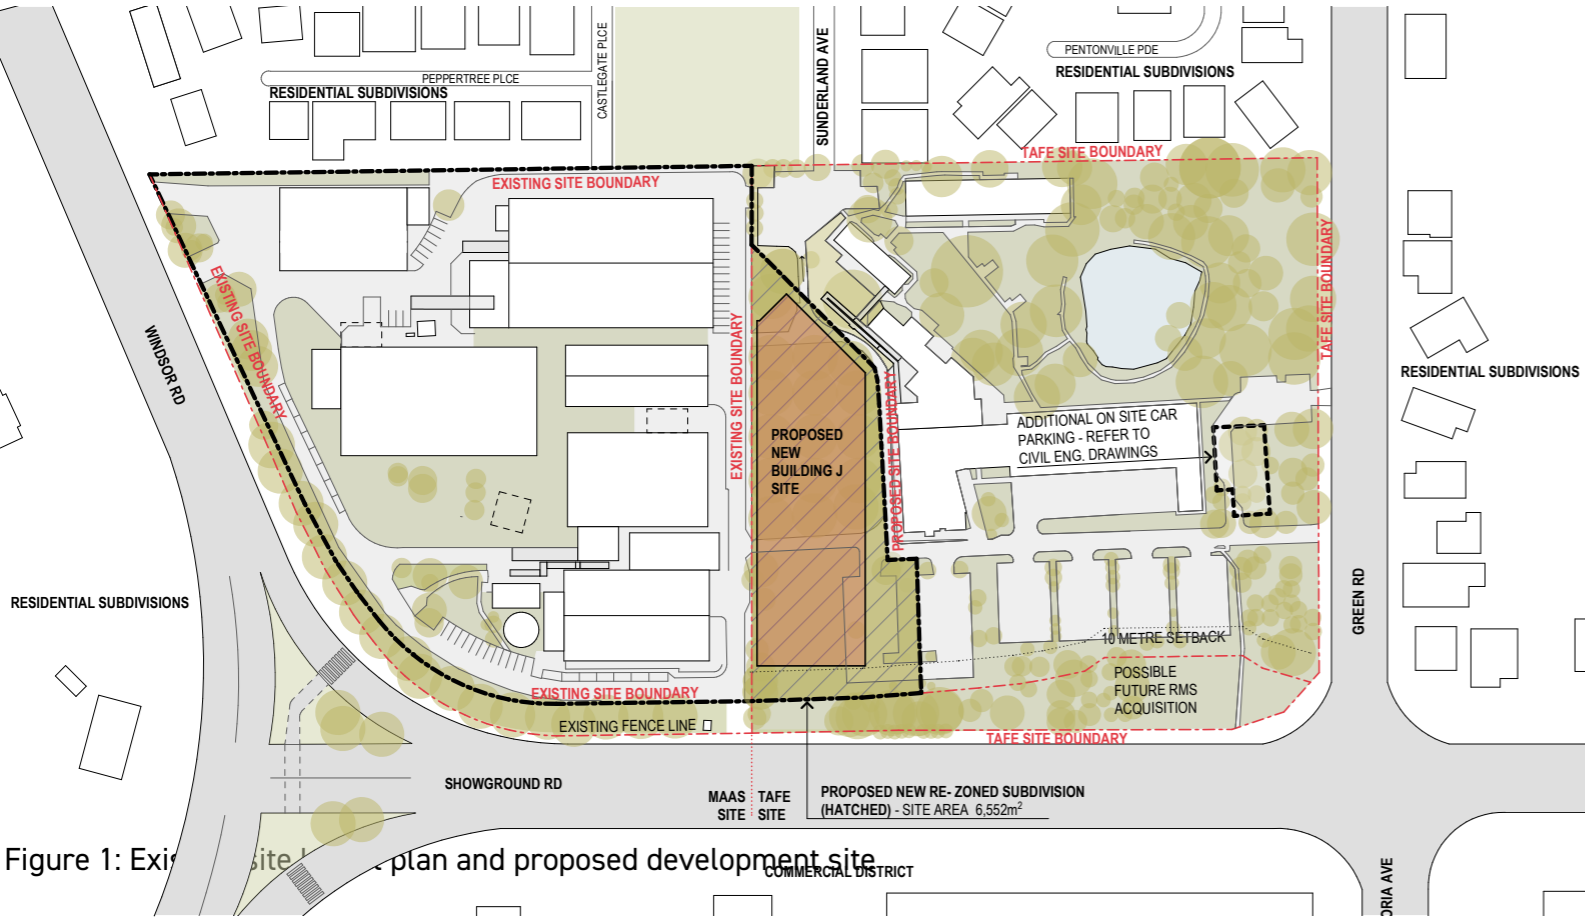 PEPPERTREE PLCE
RESIDENTIAL SUBDIVISIONS
CASTLEGATE PLCE
SUNDERLAND AVE
PENTONVILLE PDE
RESIDENTIAL SUBDIVISIONS
TAFE SITE BOUNDARY
EXISTING SITE BOUNDARY
EXISTING SITE BOUNDARY
WINDSOR RD
EXISTING SITE BOUNDARY
PROPOSED
NEW
BUILDING J
SITE
PROPOSED SITE BOUNDARY
ADDITIONAL ON SITE CAR
PARKING - REFER TO
CIVIL ENG. DRAWINGS
TAFE SITE BOUNDARY
RESIDENTIAL SUBDIVISIONS
GREEN RD
RESIDENTIAL SUBDIVISIONS
10 METRE SETBACK
POSSIBLE
FUTURE RMS
ACQUISITION
EXISTING SITE BOUNDARY
EXISTING FENCE LINE
TAFE SITE BOUNDARY
SHOWGROUND RD
MAAS
SITE
TAFE
SITE
PROPOSED NEW RE- ZONED SUBDIVISION
(HATCHED) - SITE AREA 6,552m²
Figure 1: site plan and proposed development site
COMMERCIAL DISTRICT
AVE